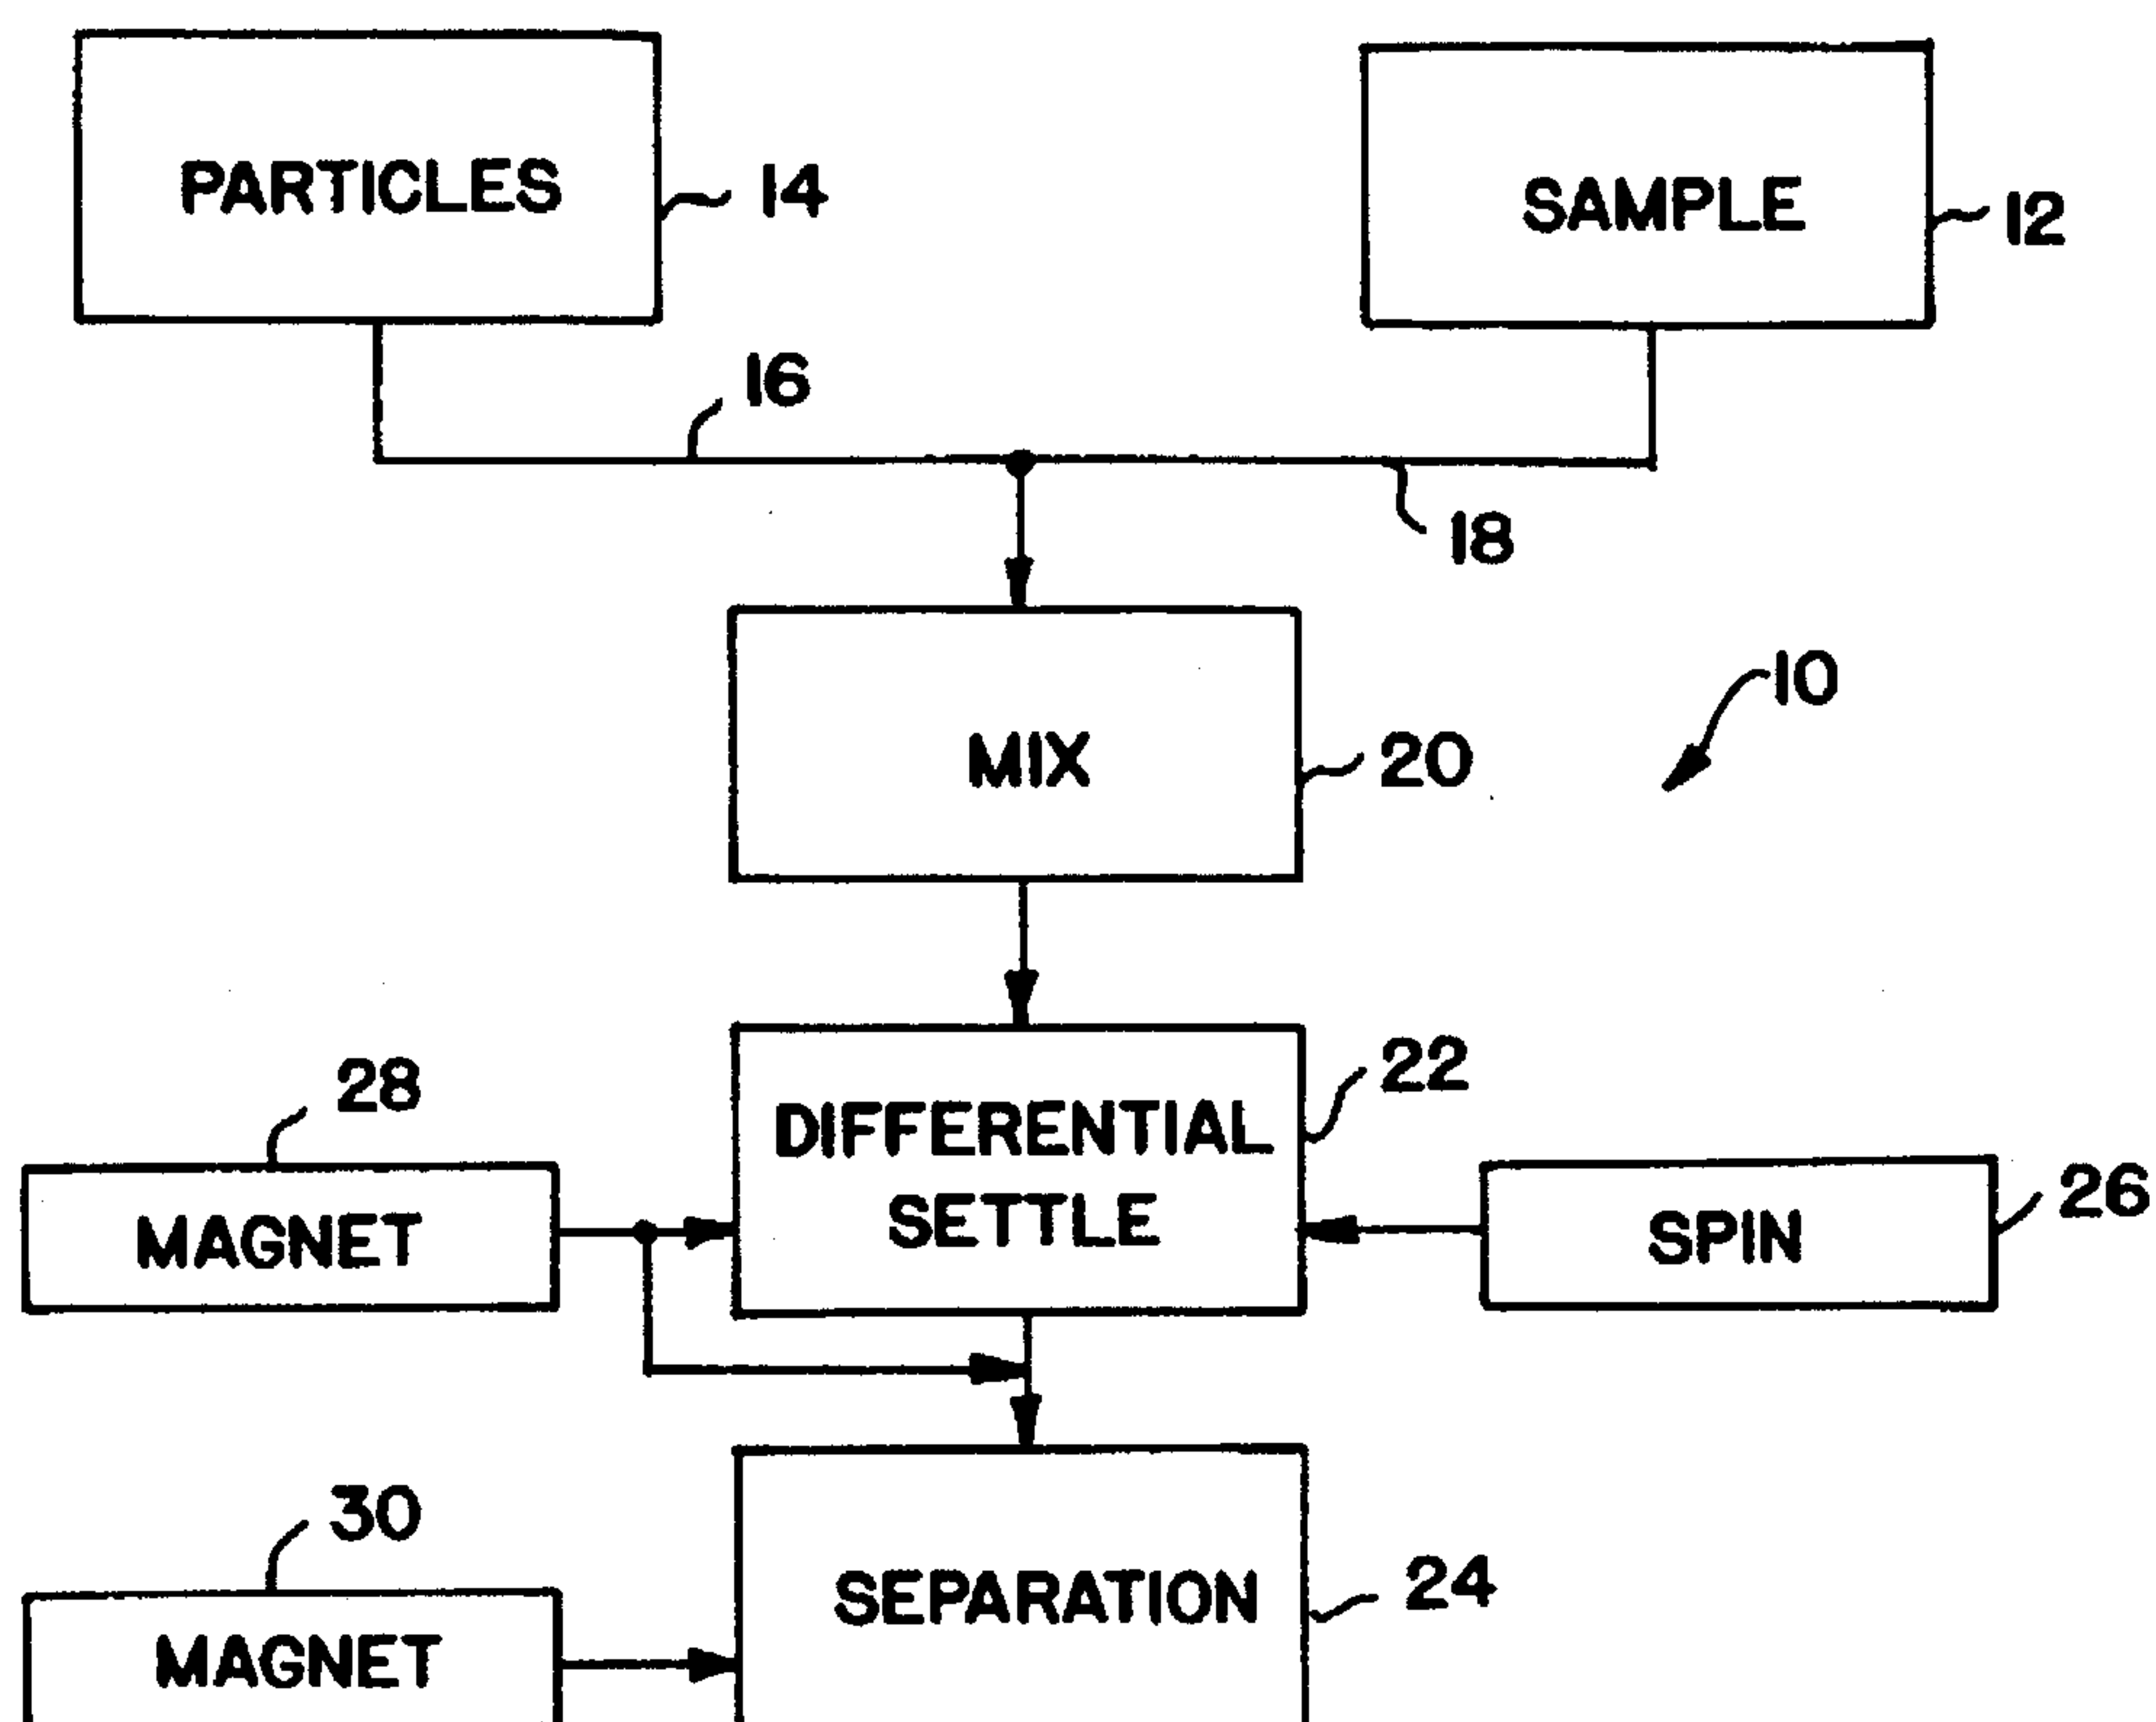 PARTICLES
14
SAMPLE
12
16
18
MIX
20
10
DIFFERENTIAL
SETTLE
22
28
MAGNET
SPIN
26
30
MAGNET
SEPARATION
24